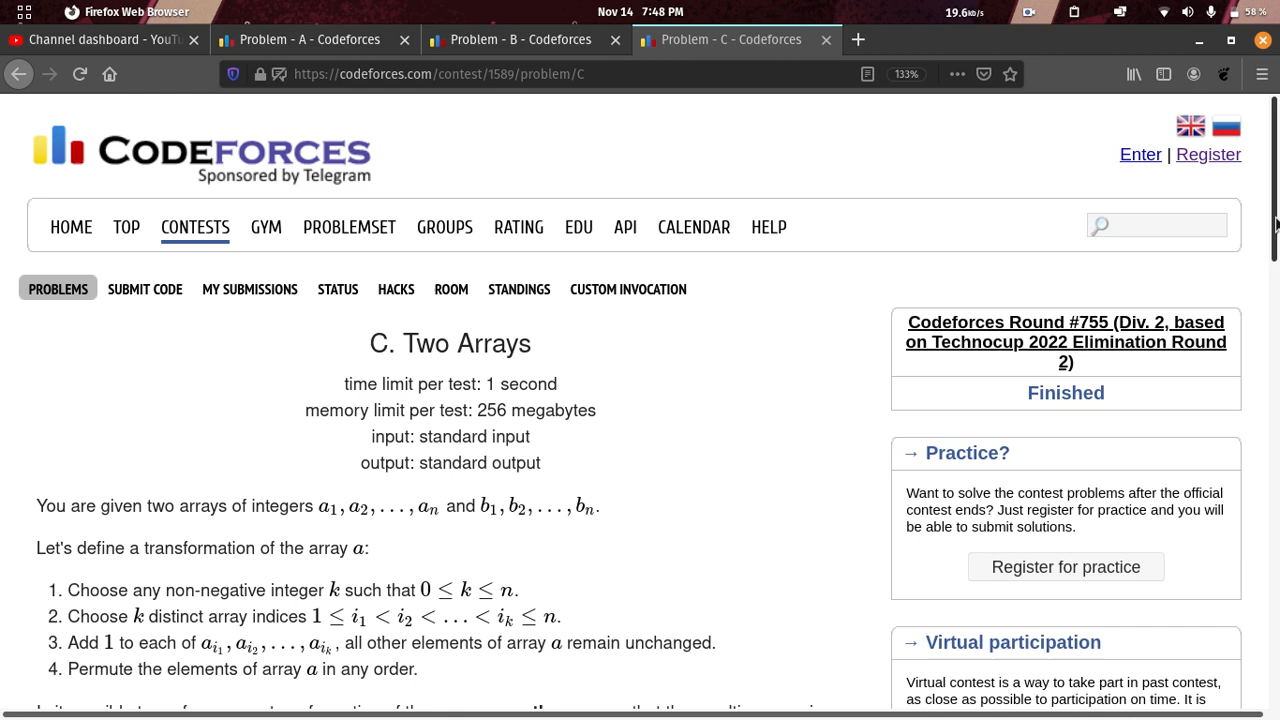 Firefox Web Browser
Nov 14 7:48 PM
19.6kb/s
58 %
Channel dashboard - YouTu
Problem - A - Codeforces
Problem - B - Codeforces
Problem - C - Codeforces
https://codeforces.com/contest/1589/problem/C
133%
CODEFORCES
Sponsored by Telegram
Enter | Register
HOME TOP CONTESTS GYM PROBLEMSET GROUPS RATING EDU API CALENDAR HELP
PROBLEMS SUBMIT CODE MY SUBMISSIONS STATUS HACKS ROOM STANDINGS CUSTOM INVOCATION
C. Two Arrays
time limit per test: 1 second
memory limit per test: 256 megabytes
input: standard input
output: standard output
You are given two arrays of integers a₁, a₂, . . . , aₙ and b₁, b₂, . . . , bₙ.
Let's define a transformation of the array a:
1. Choose any non-negative integer k such that 0 ≤ k ≤ n.
2. Choose k distinct array indices 1 ≤ i₁ < i₂ < . . . < iₖ ≤ n.
3. Add 1 to each of a_{i₁}, a_{i₂}, . . . , a_{iₖ}, all other elements of array a remain unchanged.
4. Permute the elements of array a in any order.
Codeforces Round #755 (Div. 2, based
on Technocup 2022 Elimination Round
2)
Finished
→ Practice?
Want to solve the contest problems after the official
contest ends? Just register for practice and you will
be able to submit solutions.
Register for practice
→ Virtual participation
Virtual contest is a way to take part in past contest,
as close as possible to participation on time. It is